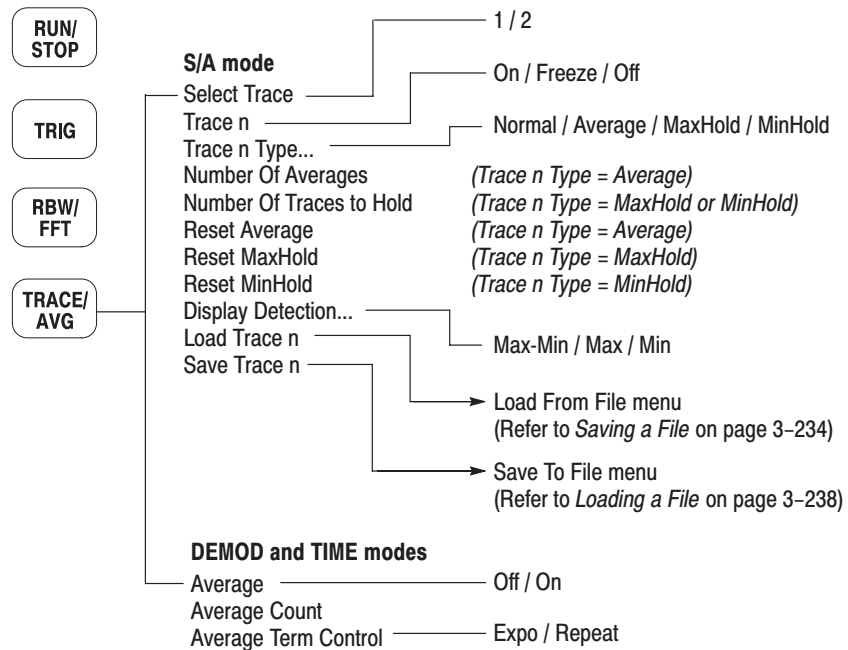 RUN/
STOP
TRIG
RBW/
FFT
TRACE/
AVG
S/A mode
Select Trace
1 / 2
Trace n
On / Freeze / Off
Trace n Type...
Normal / Average / MaxHold / MinHold
Number Of Averages (Trace n Type = Average)
Number Of Traces to Hold (Trace n Type = MaxHold or MinHold)
Reset Average (Trace n Type = Average)
Reset MaxHold (Trace n Type = MaxHold)
Reset MinHold (Trace n Type = MinHold)
Display Detection...
Max-Min / Max / Min
Load Trace n
Load From File menu
(Refer to Saving a File on page 3–234)
Save Trace n
Save To File menu
(Refer to Loading a File on page 3–238)
DEMOD and TIME modes
Average Off / On
Average Count
Average Term Control Expo / Repeat